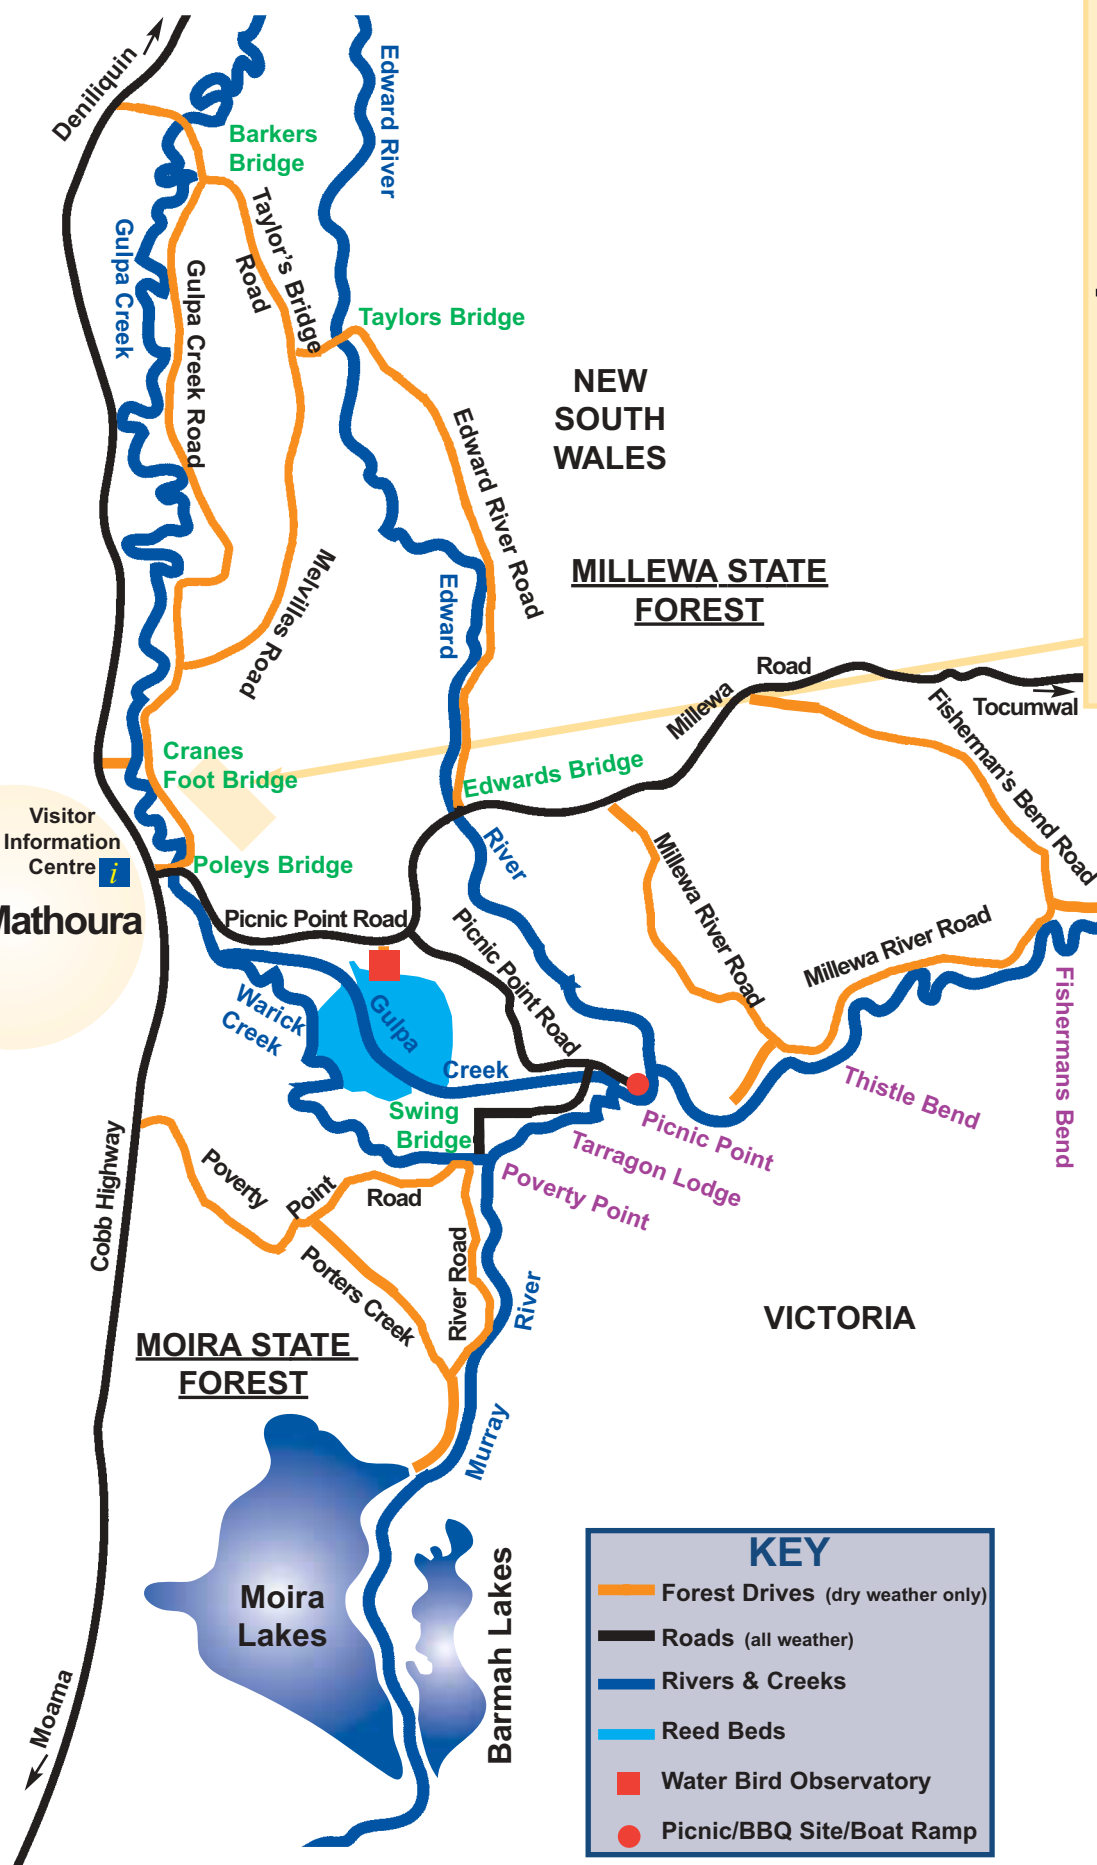 Deniliquin
Edward River
Barkers
Bridge
Gulpa Creek
Taylor's Bridge
Road
Gulpa Creek Road
Taylors Bridge
NEW
SOUTH
WALES
Edward River Road
MILLEWA STATE
FOREST
Melvilles Road
Edward
Road
Millewa
Tocumwal
Fisherman's Bend Road
Cranes
Foot Bridge
Edwards Bridge
Visitor
Information
Centre i
Poleys Bridge
River
Millewa River Road
Mathoura
Picnic Point Road
Picnic Point Road
Millewa River Road
Warick
Creek
Gulpa
Creek
Fishermans Bend
Thistle Bend
Swing
Bridge
Picnic Point
Tarragon Lodge
Poverty Point
Cobb Highway
Poverty
Point
Road
Porters Creek
River Road
River
VICTORIA
MOIRA STATE
FOREST
Murray
Moira
Lakes
Barmah Lakes
Moama
KEY
Forest Drives (dry weather only)
Roads (all weather)
Rivers & Creeks
Reed Beds
Water Bird Observatory
Picnic/BBQ Site/Boat Ramp